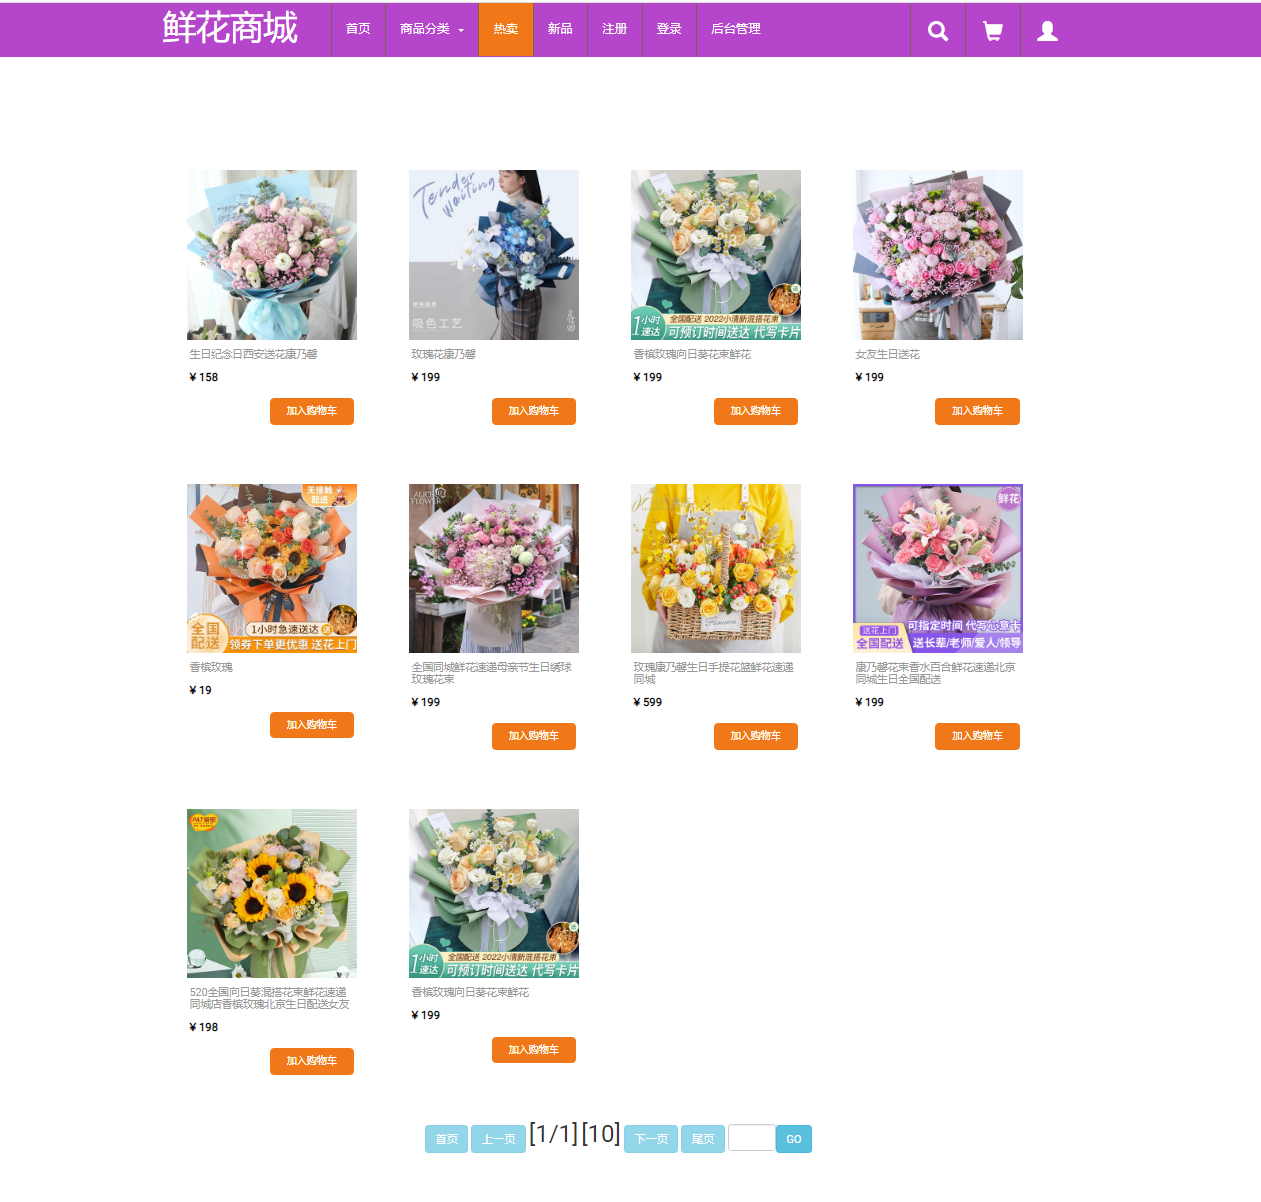 鲜花商城 首页 商品分类 热卖 新品 注册 登录 后台管理
Tender
waiting
吸色工艺
1小时
速达
全国配送 2022小清新混搭花束
可预订时间送达 代写卡片
生日纪念日西安送花康乃馨
¥ 158
加入购物车
玫瑰花康乃馨
¥ 199
加入购物车
香槟玫瑰向日葵花束鲜花
¥ 199
加入购物车
女友生日送花
¥ 199
加入购物车
无接触
配送
全国
配送
1小时急速送达
领券下单更优惠 送花上门
ALICE
FLOWER
Flowers
鲜花
送花上门
全国配送
可指定时间 代写心意卡
送长辈/老师/爱人/领导
香槟玫瑰
¥ 19
加入购物车
全国同城鲜花速递母亲节生日绣球
玫瑰花束
¥ 199
加入购物车
玫瑰康乃馨生日手提花篮鲜花速递
同城
¥ 599
加入购物车
康乃馨花束香水百合鲜花速递北京
同城生日全国配送
¥ 199
加入购物车
1小时
速达
全国配送 2022小清新混搭花束
可预订时间送达 代写卡片
520全国向日葵混搭花束鲜花速递
同城店香槟玫瑰北京生日配送女友
¥ 198
加入购物车
香槟玫瑰向日葵花束鲜花
¥ 199
加入购物车
首页 上一页 [1/1] [10] 下一页 尾页 GO